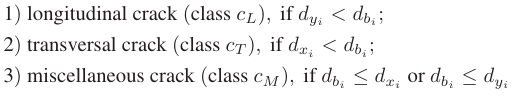 1) longitudinal crack (class c_L), if d_{y_i} < d_{b_i};
2) transversal crack (class c_T), if d_{x_i} < d_{b_i};
3) miscellaneous crack (class c_M), if d_{b_i} ≤ d_{x_i} or d_{b_i} ≤ d_{y_i}